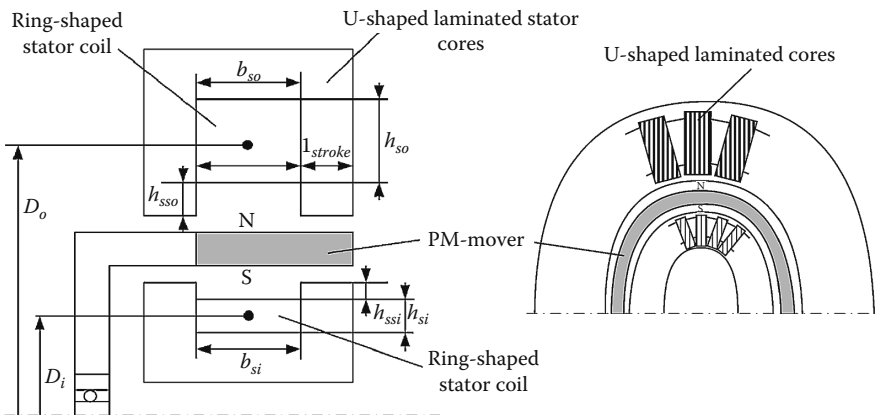 Ring-shaped
stator coil
U-shaped laminated stator
cores
U-shaped laminated cores
b_so
1_stroke
h_so
h_sso
D_o
N
S
PM-mover
N
S
h_ssi
h_si
b_si
D_i
Ring-shaped
stator coil